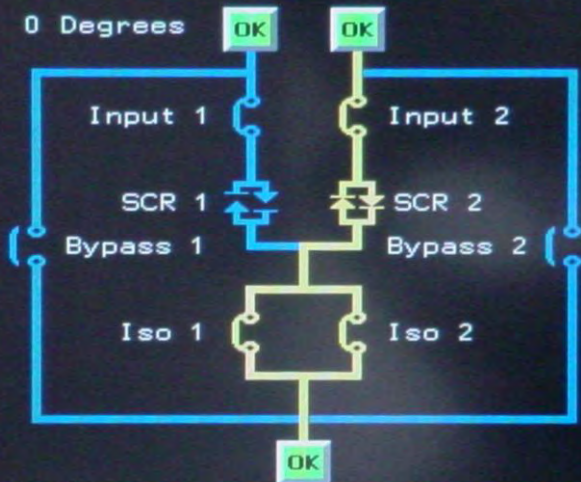 0 Degrees OK OK
Input 1 Input 2
SCR 1 SCR 2
Bypass 1 Bypass 2
Iso 1 Iso 2
OK